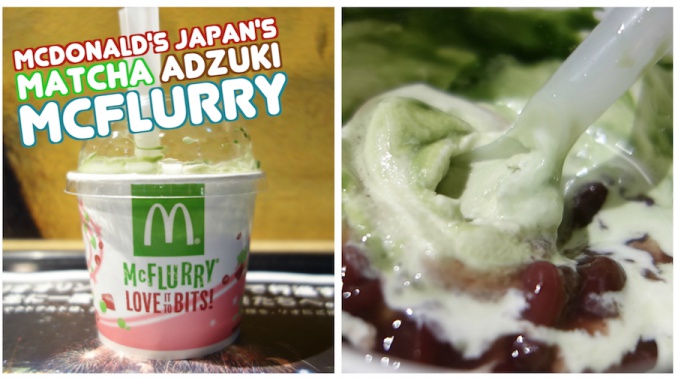 McDONALD'S JAPAN'S
MATCHA ADZUKI
McFLURRY
M
McFLURRY
LOVE IT TO BITS!